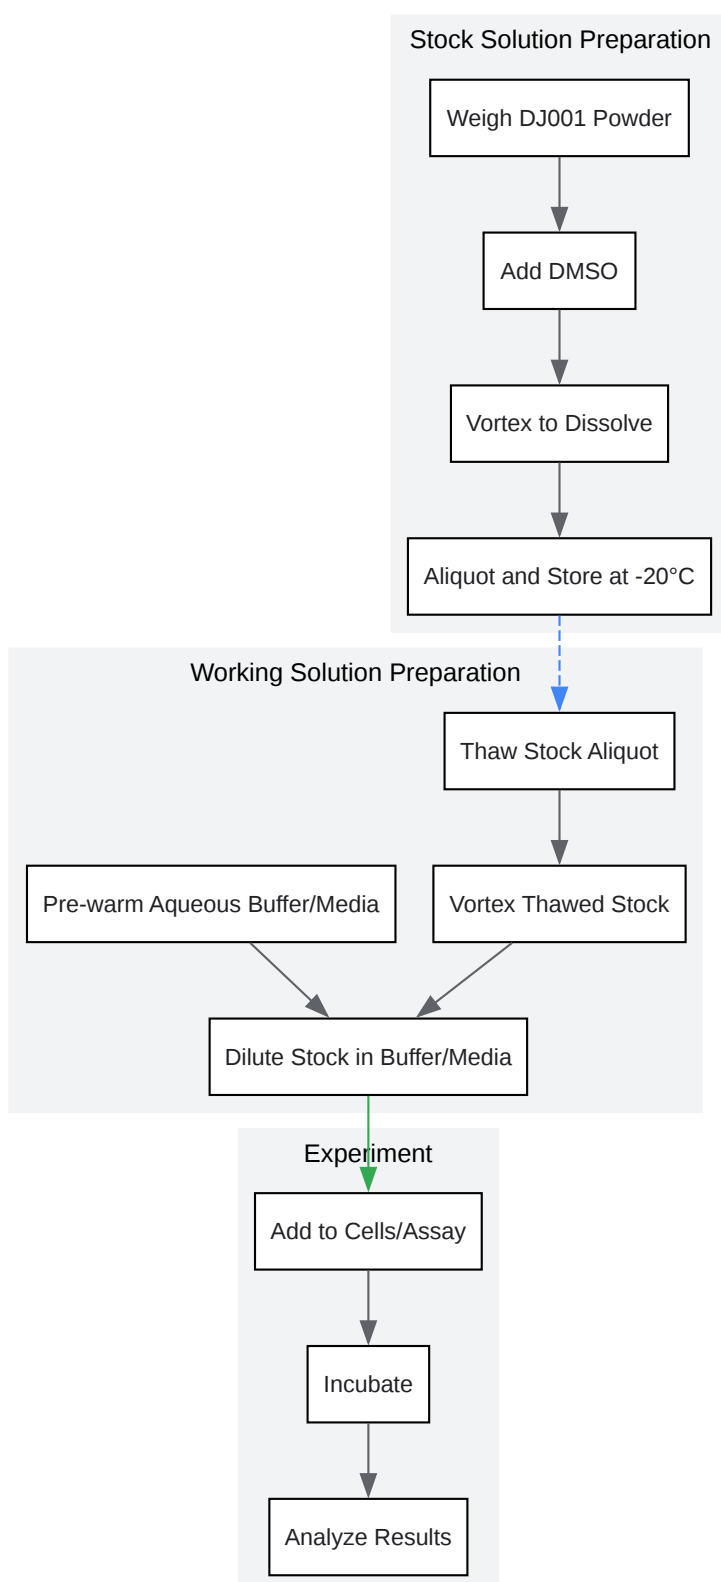 Stock Solution Preparation
Weigh DJ001 Powder
Add DMSO
Vortex to Dissolve
Aliquot and Store at -20°C
Working Solution Preparation
Thaw Stock Aliquot
Pre-warm Aqueous Buffer/Media
Vortex Thawed Stock
Dilute Stock in Buffer/Media
Experiment
Add to Cells/Assay
Incubate
Analyze Results